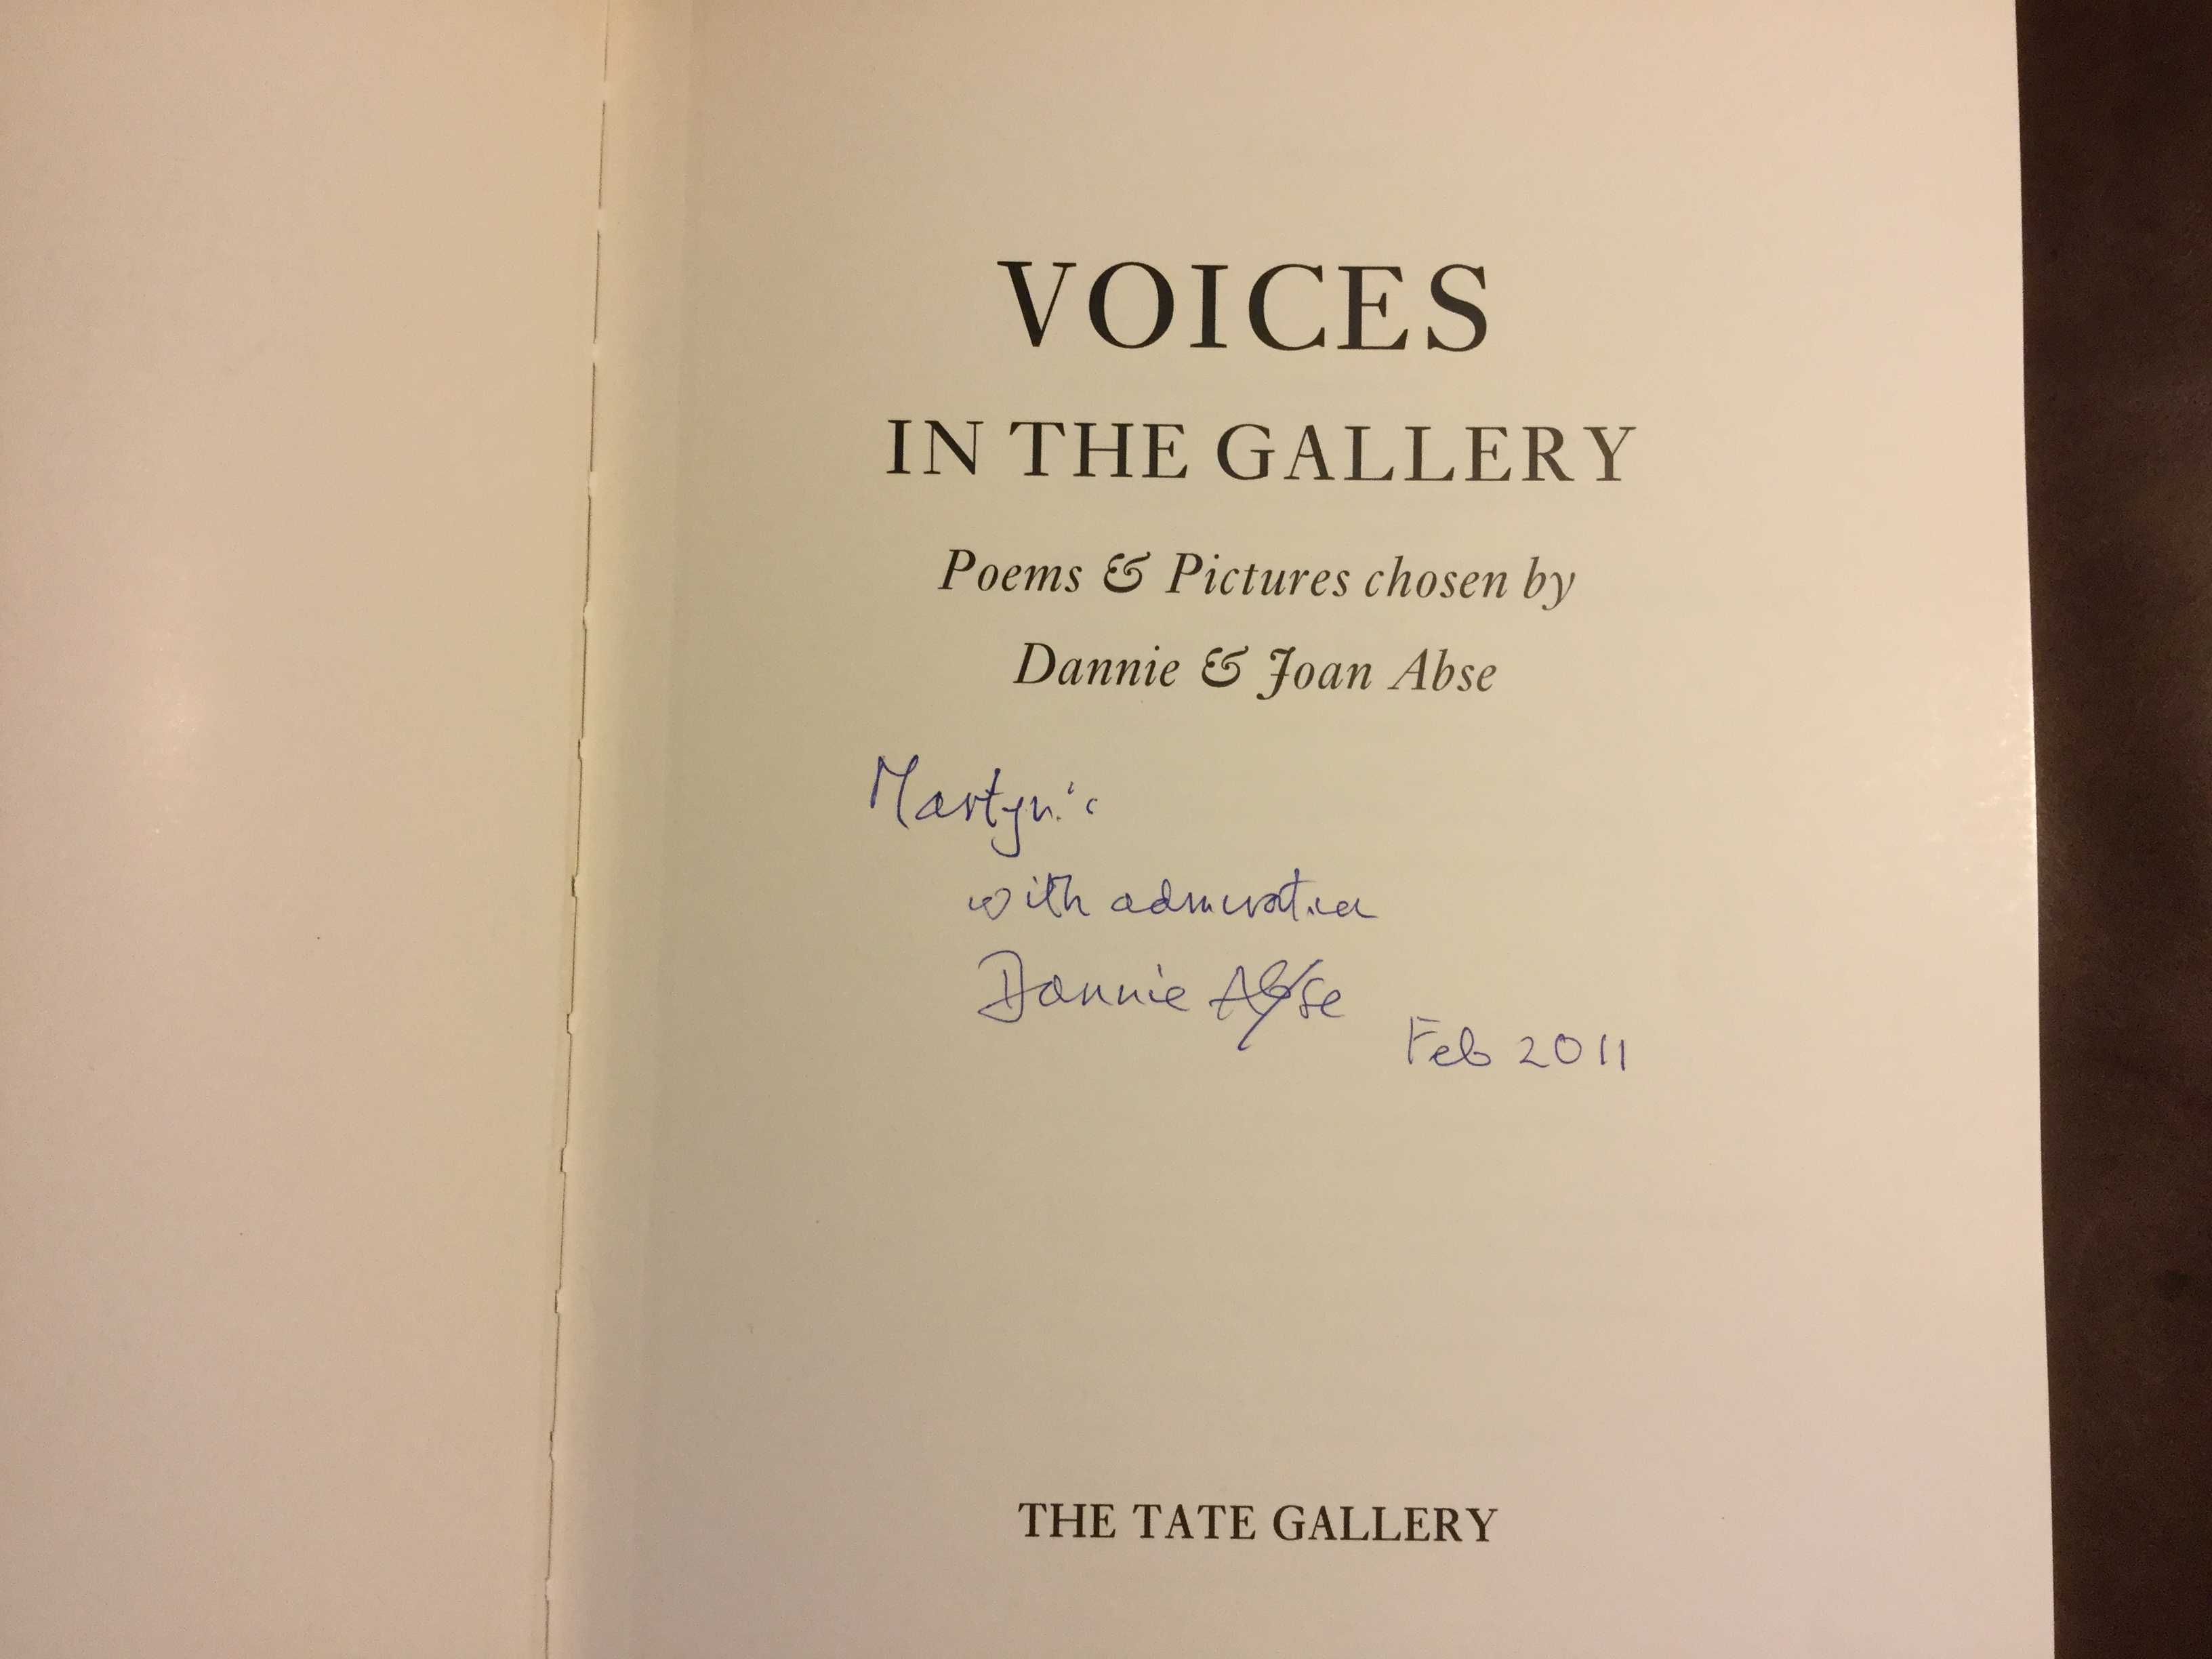 VOICES
IN THE GALLERY
Poems & Pictures chosen by
Dannie & Joan Abse
Martyn's
with admiration
Dannie Abse
Feb 2011
THE TATE GALLERY